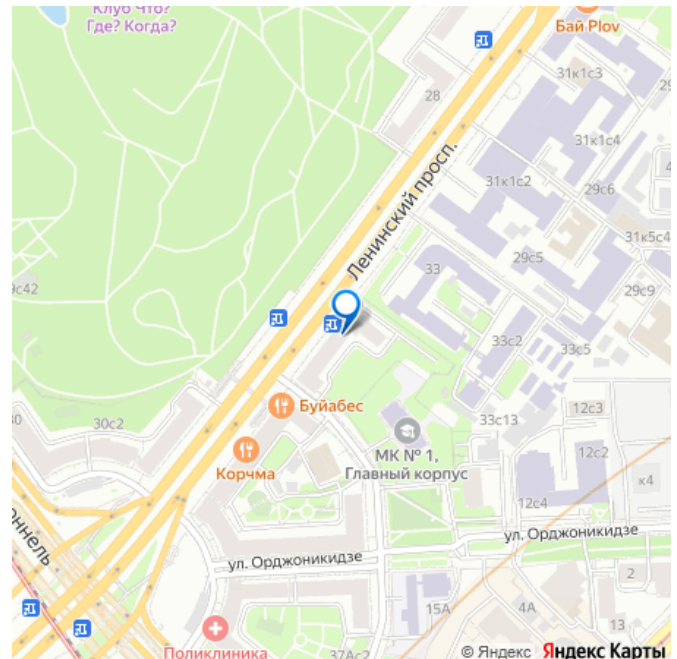 Клуб Что?
Где? Когда?
Бай Plov
31к1с3
28
31к1с4
Ленинский просп.
31к1с2
29с6
31к5с4
33
29с5
29с9
33с2
33с5
30с2
Буйабес
33с13
12с3
Корчма
МК № 1,
Главный корпус
12с2
к4
12с4
ул. Орджоникидзе
ул. Орджоникидзе
2
15А
4А
13
Поликлиника
37Ас2
© Яндекс Яндекс Карты